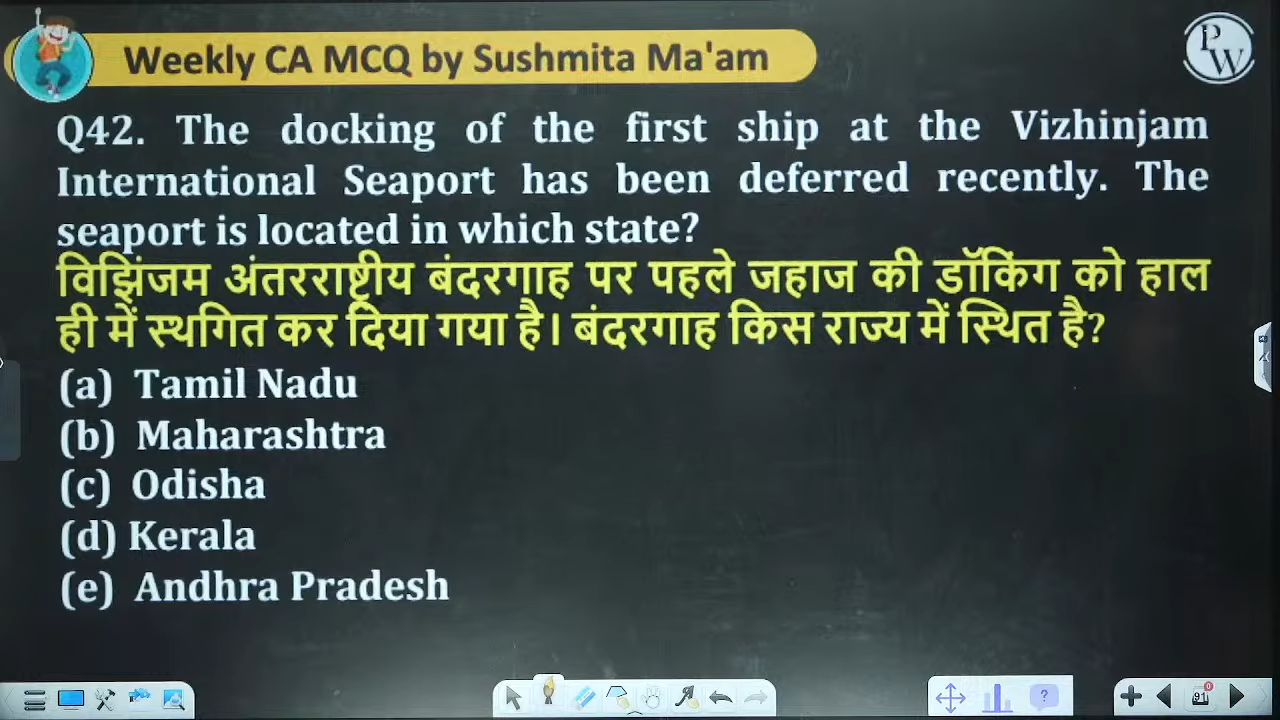 Weekly CA MCQ by Sushmita Ma'am
PW
Q42. The docking of the first ship at the Vizhinjam
International Seaport has been deferred recently. The
seaport is located in which state?
विझिंजम अंतरराष्ट्रीय बंदरगाह पर पहले जहाज की डॉकिंग को हाल
ही में स्थगित कर दिया गया है। बंदरगाह किस राज्य में स्थित है?
(a) Tamil Nadu
(b) Maharashtra
(c) Odisha
(d) Kerala
(e) Andhra Pradesh